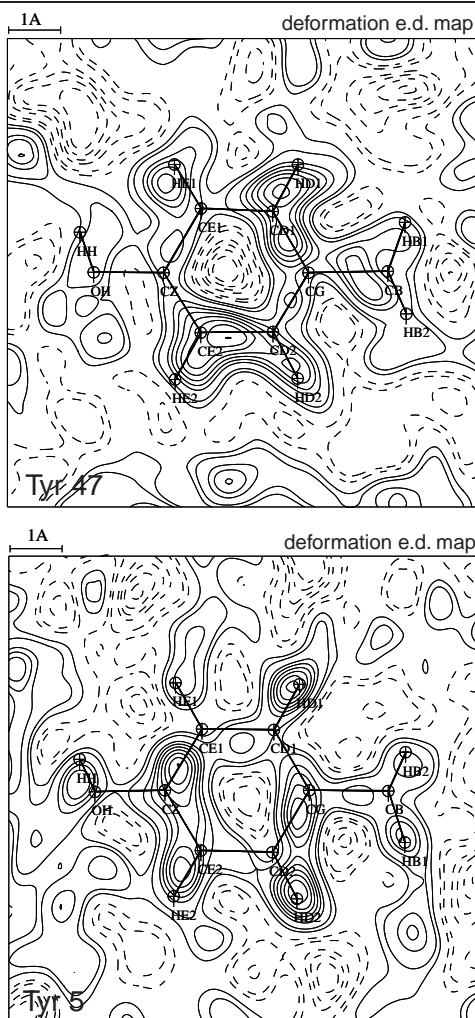 1A deformation e.d. map
HE1 HD1
CE1 CD1
HB1
HH
OH CZ CG CB
HB2
CE2 CD2
HE2 HD2
Tyr 47
1A deformation e.d. map
HE1 HD1
CE1 CD1
HH HB2
OH CZ CG CB
HB1
CE2 CD2
HE2 HD2
Tyr 5